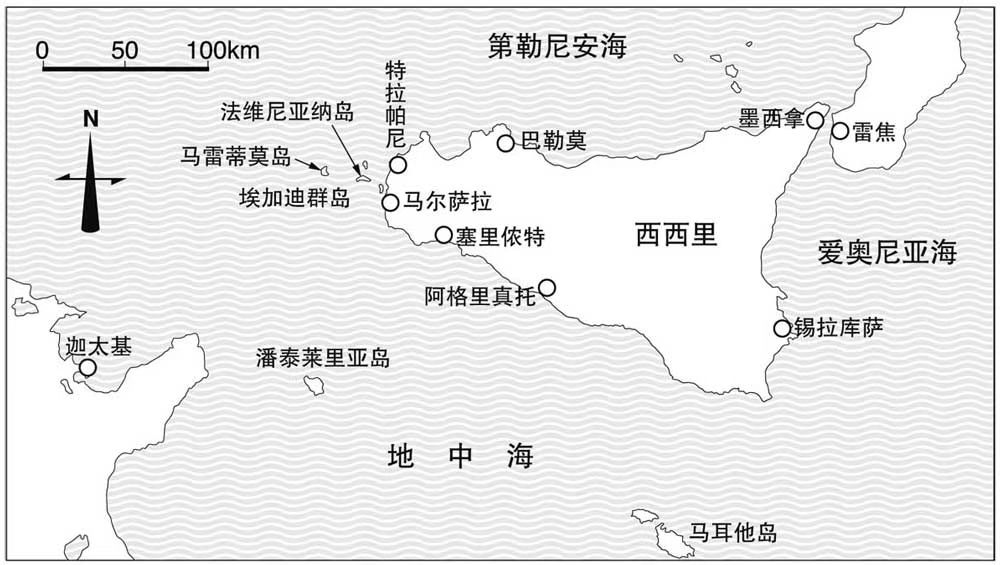 0 50 100km
第勒尼安海
特拉帕尼
N
法维尼亚纳岛
墨西拿
雷焦
巴勒莫
马雷蒂莫岛
埃加迪群岛
马尔萨拉
塞里侬特
西西里
爱奥尼亚海
阿格里真托
锡拉库萨
迦太基
潘泰莱里亚岛
地中海
马耳他岛